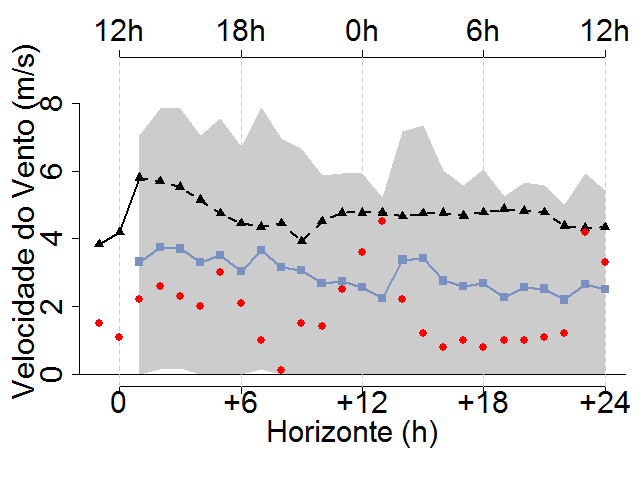 12h 18h 0h 6h 12h
Velocidade do Vento (m/s)
8
6
4
2
0
0 +6 +12 +18 +24
Horizonte (h)